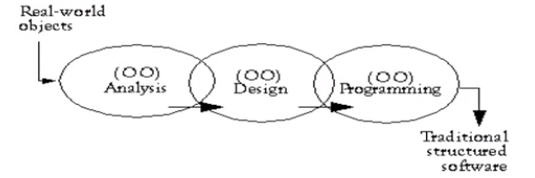 Real-world
objects
(OO)
Analysis
(OO)
Design
(OO)
Programming
Traditional
structured
software